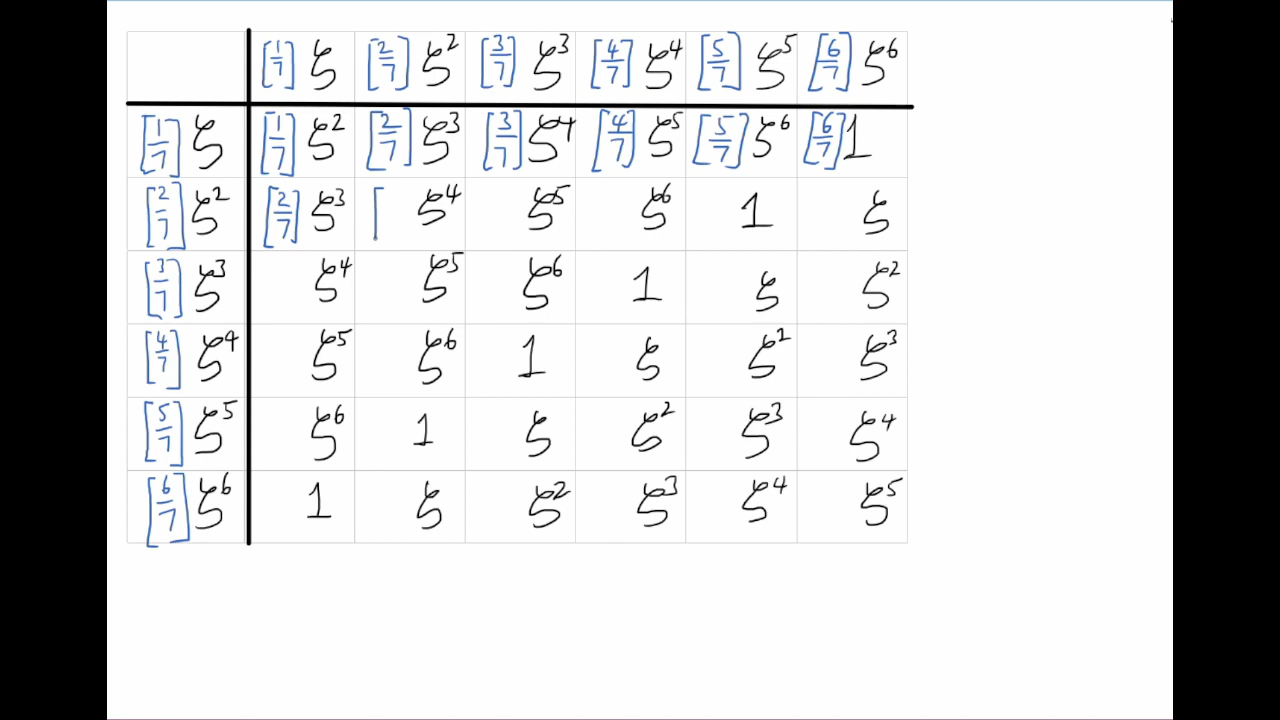 [1/7] ζ [2/7] ζ² [3/7] ζ³ [4/7] ζ⁴ [5/7] ζ⁵ [6/7] ζ⁶
[1/7] ζ [1/7] ζ² [2/7] ζ³ [3/7] ζ⁴ [4/7] ζ⁵ [5/7] ζ⁶ [6/7] 1
[2/7] ζ² [2/7] ζ³ [ ζ⁴ ζ⁵ ζ⁶ 1 ζ
[3/7] ζ³ ζ⁴ ζ⁵ ζ⁶ 1 ζ ζ²
[4/7] ζ⁴ ζ⁵ ζ⁶ 1 ζ ζ² ζ³
[5/7] ζ⁵ ζ⁶ 1 ζ ζ² ζ³ ζ⁴
[6/7] ζ⁶ 1 ζ ζ² ζ³ ζ⁴ ζ⁵